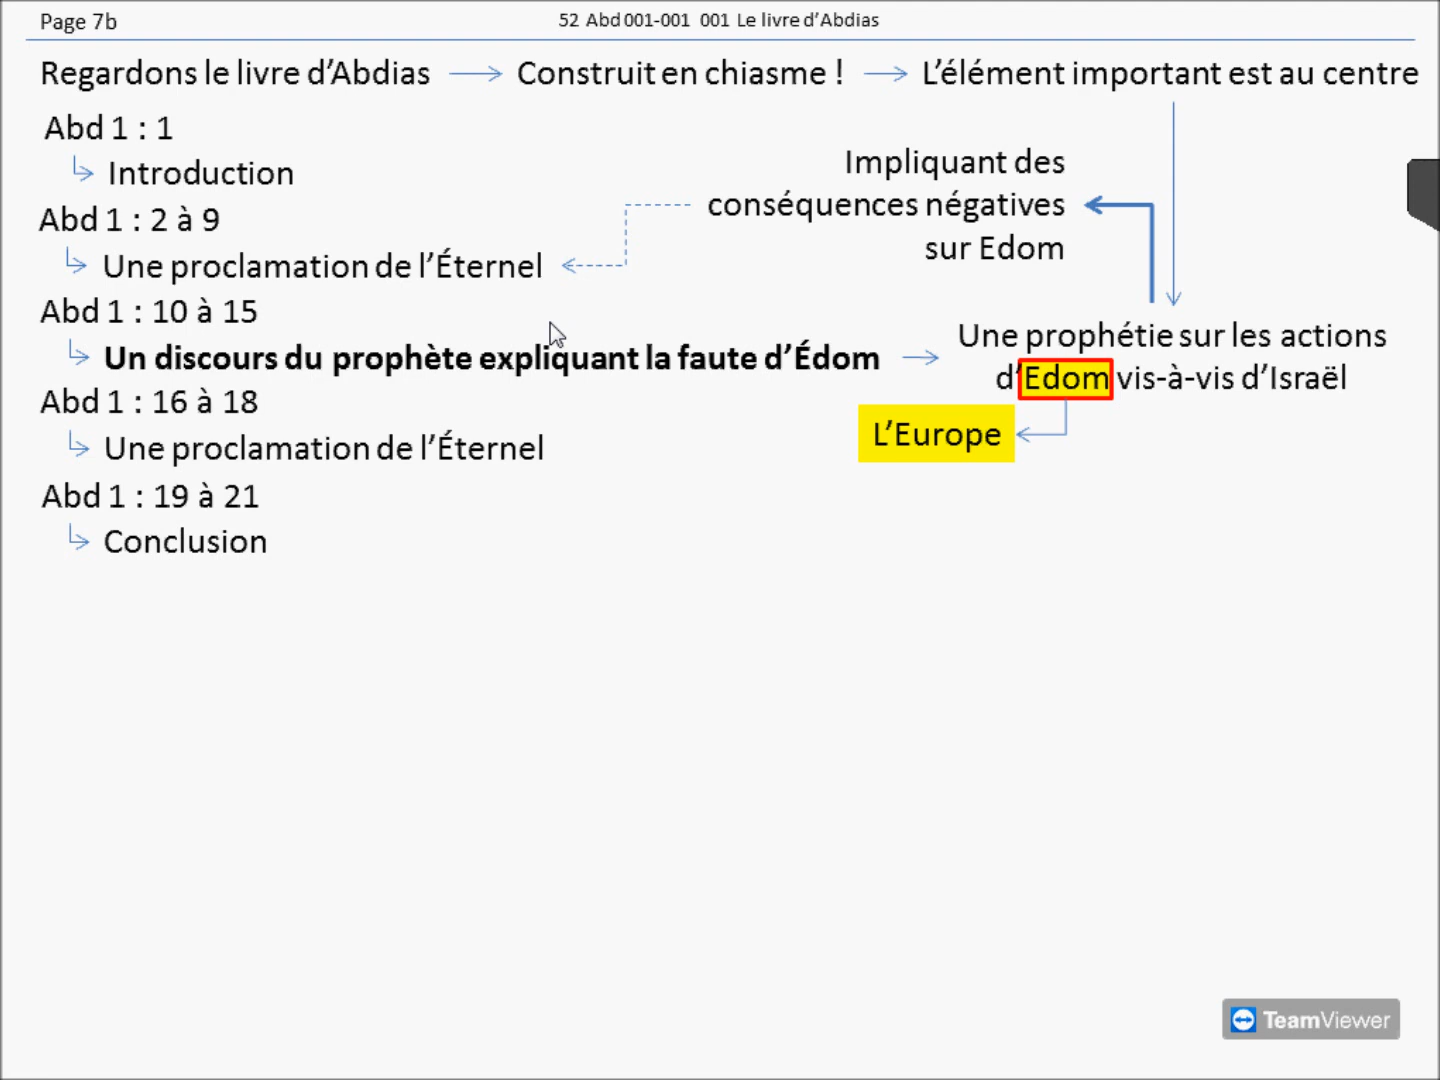 Page 7b
52 Abd 001-001 001 Le livre d'Abdias
Regardons le livre d'Abdias
Construit en chiasme !
L'élément important est au centre
Abd 1 : 1
Introduction
Abd 1 : 2 à 9
Une proclamation de l'Éternel
Abd 1 : 10 à 15
Un discours du prophète expliquant la faute d'Édom
Abd 1 : 16 à 18
Une proclamation de l'Éternel
Abd 1 : 19 à 21
Conclusion
Impliquant des
conséquences négatives
sur Edom
Une prophétie sur les actions
d'Edom vis-à-vis d'Israël
L'Europe
TeamViewer